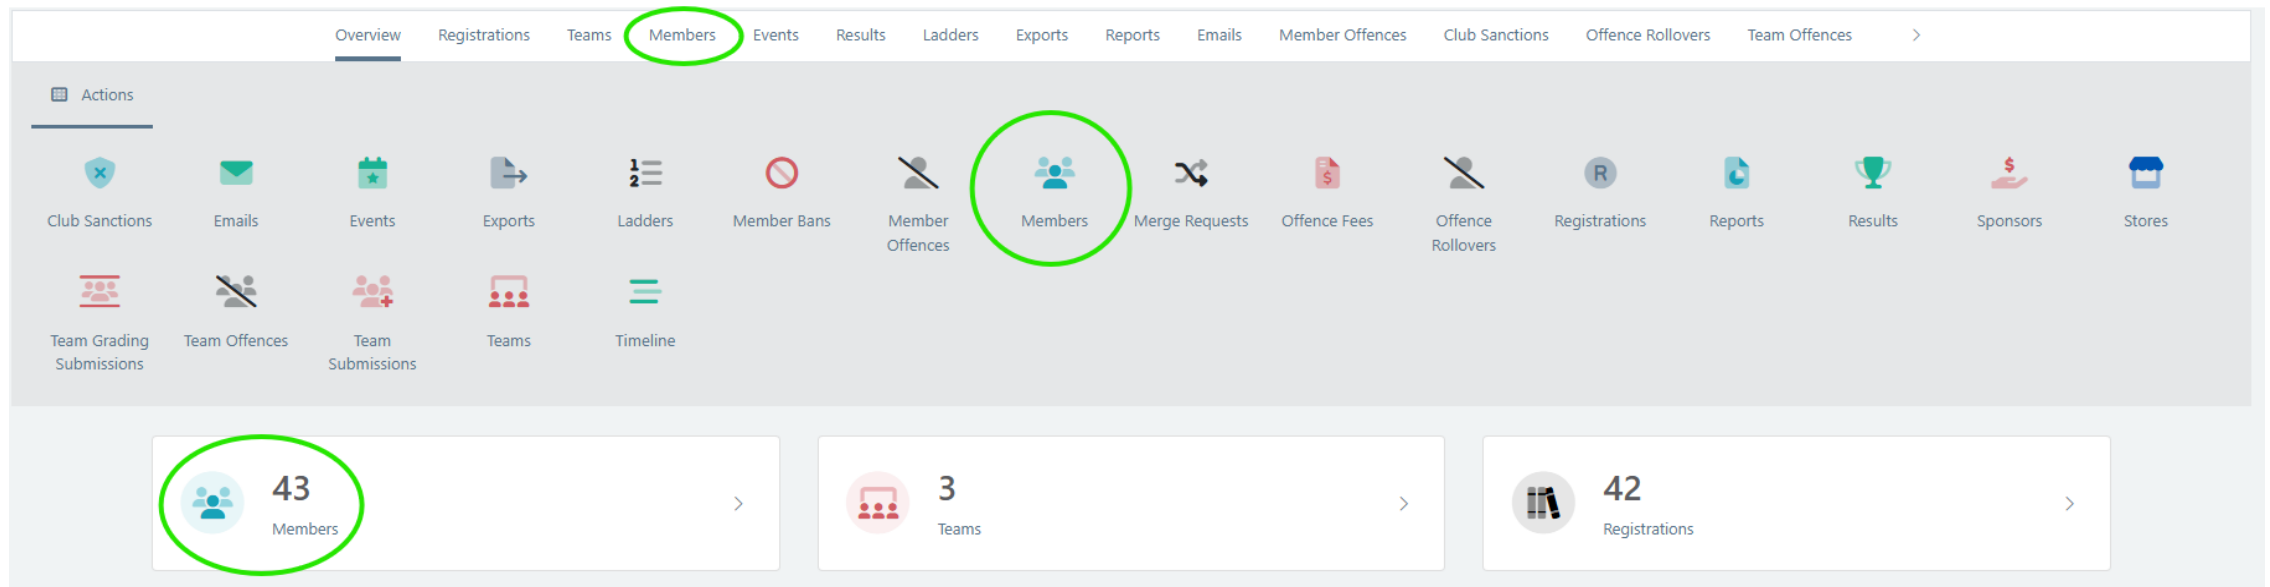 Overview Registrations Teams Members Events Results Ladders Exports Reports Emails Member Offences Club Sanctions Offence Rollovers Team Offences
Actions
1
2
$
R
$
Club Sanctions Emails Events Exports Ladders Member Bans Member Members Merge Requests Offence Fees Offence Registrations Reports Results Sponsors Stores
Offences Rollovers
Team Grading Team Offences Team Teams Timeline
Submissions Submissions
43
Members
3
Teams
42
Registrations